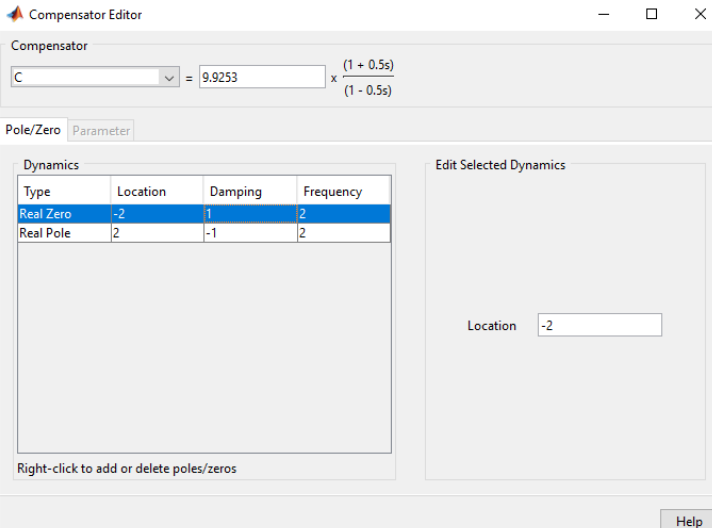 Compensator Editor
Compensator
C = 9.9253 x (1 + 0.5s)
(1 - 0.5s)
Pole/Zero Parameter
Dynamics
Type Location Damping Frequency
Real Zero -2 1 2
Real Pole 2 -1 2
Right-click to add or delete poles/zeros
Edit Selected Dynamics
Location -2
Help